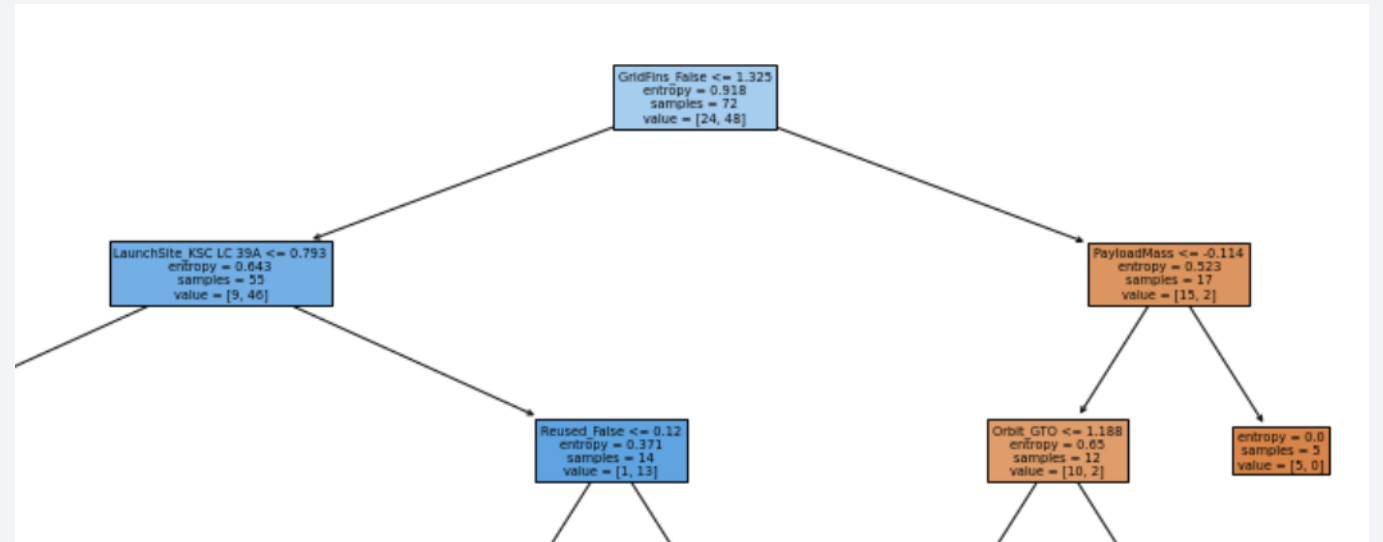 GridFins_False <= 1.325
entropy = 0.918
samples = 72
value = [24, 48]
LaunchSite_KSC LC 39A <= 0.793
entropy = 0.643
samples = 55
value = [9, 46]
PayloadMass <= -0.114
entropy = 0.523
samples = 17
value = [15, 2]
Reused_False <= 0.12
entropy = 0.371
samples = 14
value = [1, 13]
Orbit_GTO <= 1.188
entropy = 0.65
samples = 12
value = [10, 2]
entropy = 0.0
samples = 5
value = [5, 0]